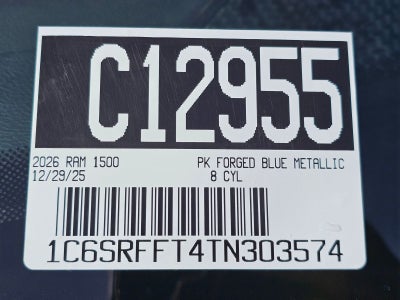 C12955
2026 RAM 1500 PK FORGED BLUE METALLIC
12/29/25 8 CYL
1C6SRFFT4TN303574